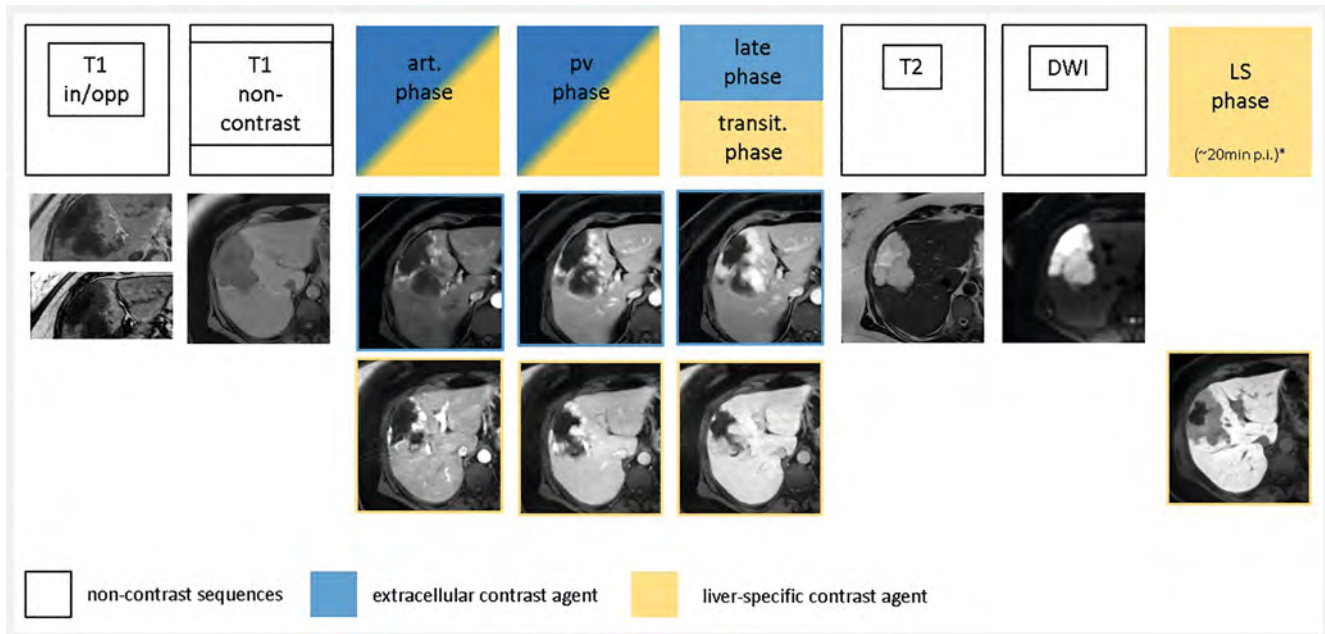 T1
in/opp
T1
non-
contrast
art.
phase
pv
phase
late
phase
transit.
phase
T2
DWI
LS
phase
(~20min p.i.)*
non-contrast sequences
extracellular contrast agent
liver-specific contrast agent